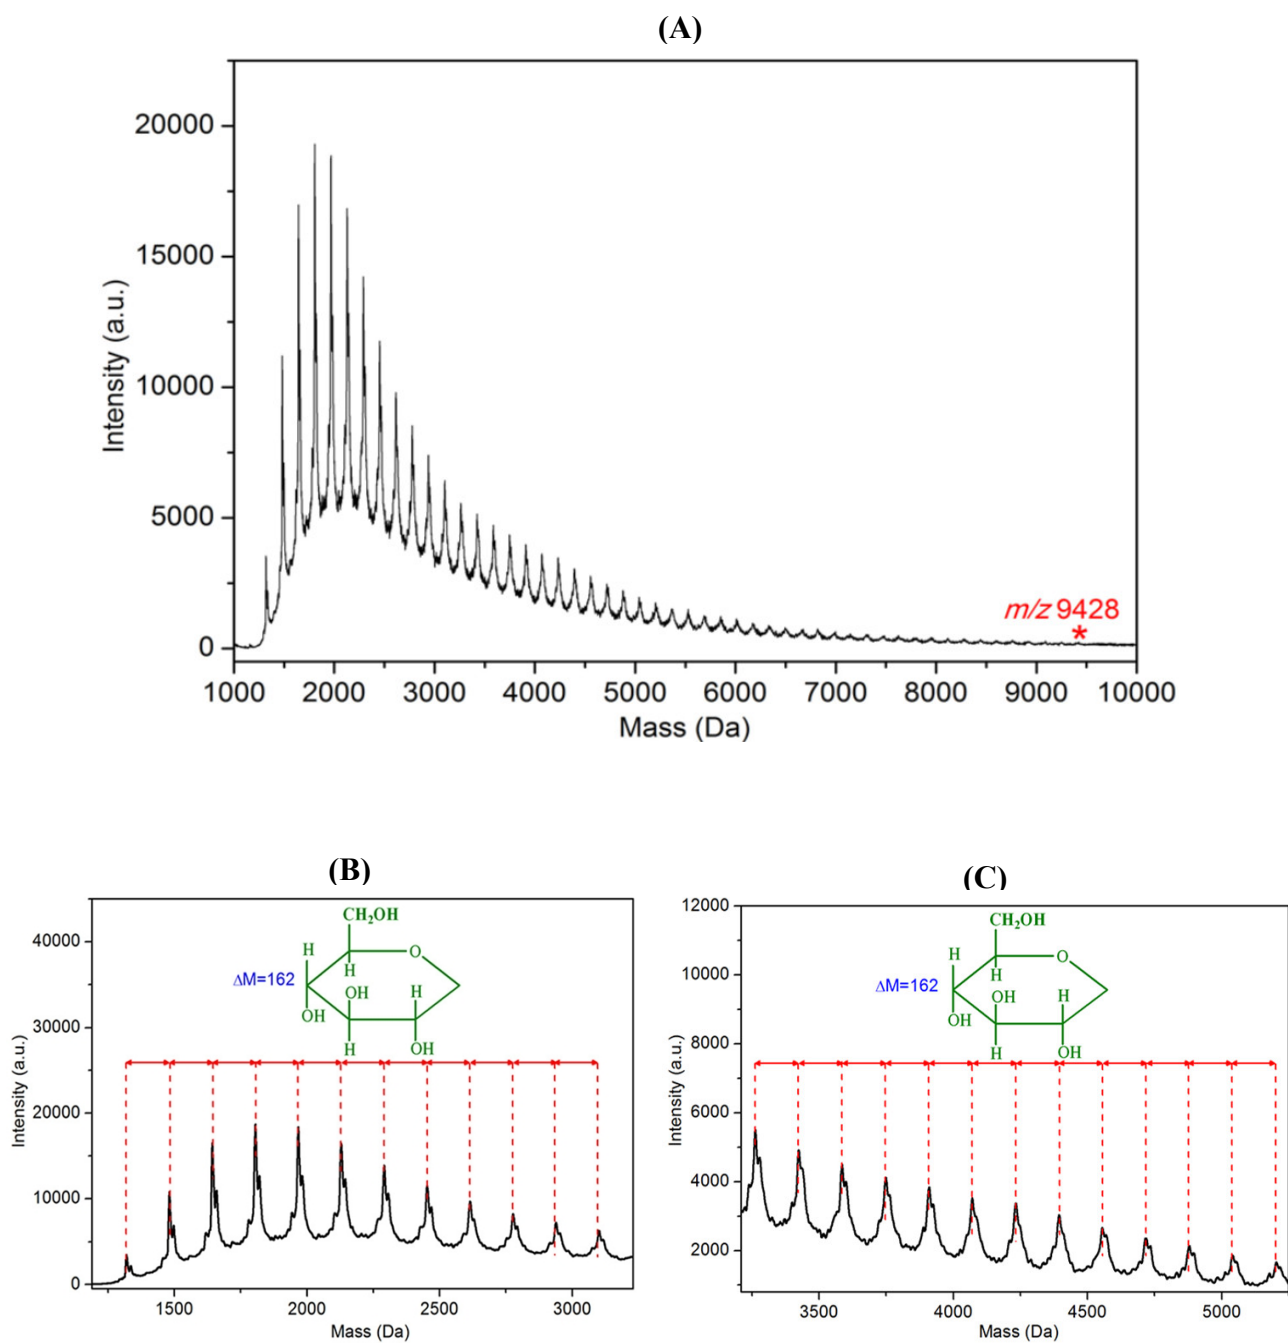 (A)
20000
15000
10000
5000
0
Intensity (a.u.)
m/z 9428
*
1000 2000 3000 4000 5000 6000 7000 8000 9000 10000
Mass (Da)
(B)
40000
30000
20000
10000
0
Intensity (a.u.)
CH₂OH
H
O
ΔM=162
H
OH
H
OH
H
OH
1500 2000 2500 3000
Mass (Da)
(C)
12000
10000
8000
6000
4000
2000
Intensity (a.u.)
CH₂OH
H
O
ΔM=162
H
OH
H
OH
H
OH
3500 4000 4500 5000
Mass (Da)